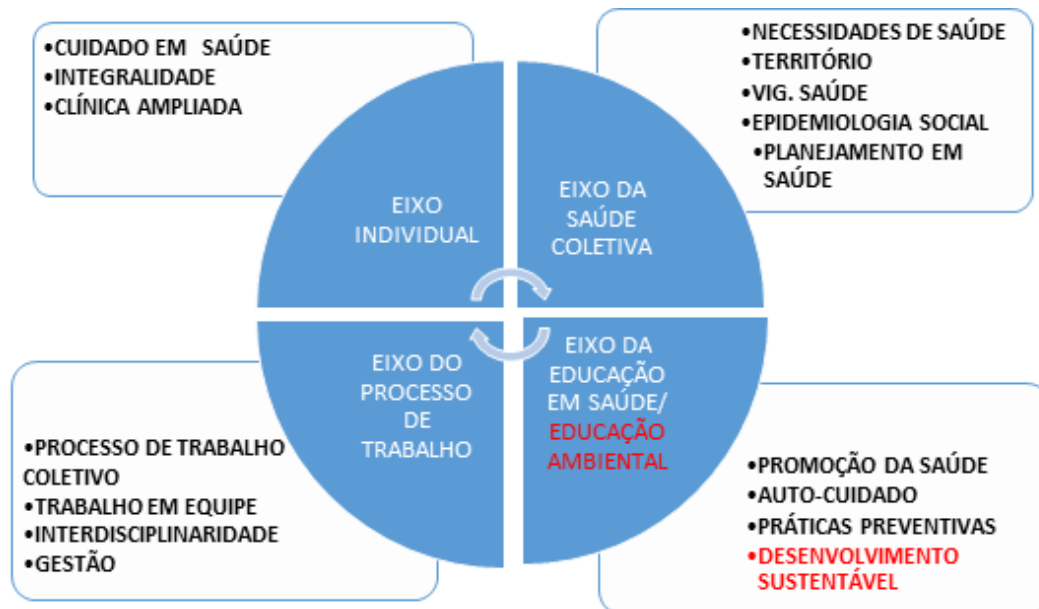 •CUIDADO EM SAÚDE
•INTEGRALIDADE
•CLÍNICA AMPLIADA
•NECESSIDADES DE SAÚDE
•TERRITÓRIO
•VIG. SAÚDE
•EPIDEMIOLOGIA SOCIAL
•PLANEJAMENTO EM
SAÚDE
EIXO
INDIVIDUAL
EIXO DA
SAÚDE
COLETIVA
EIXO DO
PROCESSO
DE
TRABALHO
EIXO DA
EDUCAÇÃO
EM SAÚDE/
EDUCAÇÃO
AMBIENTAL
•PROCESSO DE TRABALHO
COLETIVO
•TRABALHO EM EQUIPE
•INTERDISCIPLINARIDADE
•GESTÃO
•PROMOÇÃO DA SAÚDE
•AUTO-CUIDADO
•PRÁTICAS PREVENTIVAS
•DESENVOLVIMENTO
SUSTENTÁVEL